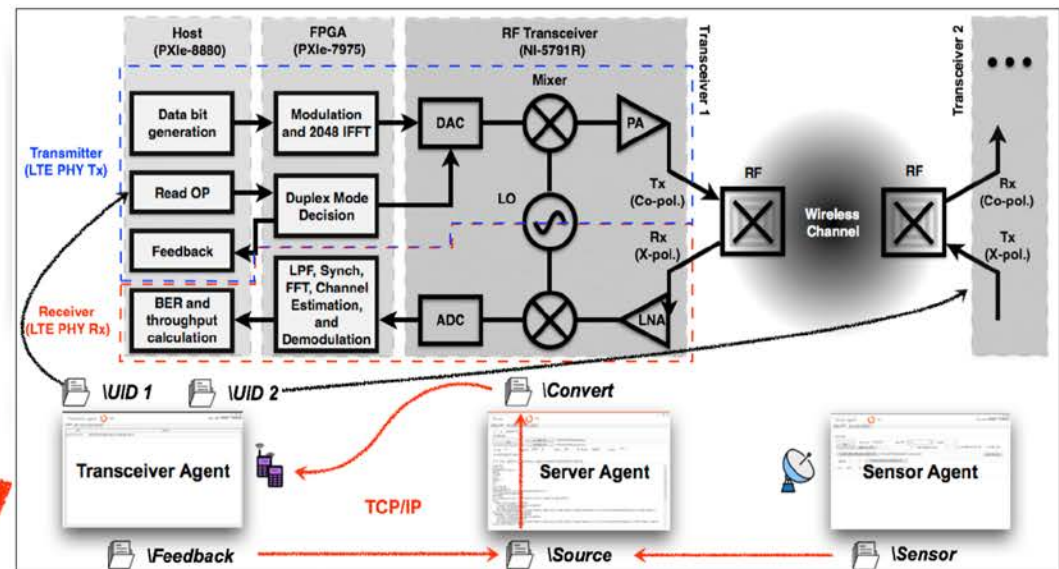 Host
(PXIe-8880)
FPGA
(PXIe-7975)
RF Transceiver
(NI-5791R)
Transceiver 1
Transceiver 2
Mixer
Data bit
generation
Modulation
and 2048 IFFT
DAC
PA
Transmitter
(LTE PHY Tx)
Read OP
Duplex Mode
Decision
LO
Tx
(Co-pol.)
RF
Wireless
Channel
RF
Rx
(Co-pol.)
Feedback
Rx
(X-pol.)
Tx
(X-pol.)
Receiver
(LTE PHY Rx)
BER and
throughput
calculation
LPF, Synch,
FFT, Channel
Estimation,
and
Demodulation
ADC
LNA
\UID 1
\UID 2
\Convert
Transceiver Agent
Server Agent
Sensor Agent
TCP/IP
\Feedback
\Source
\Sensor